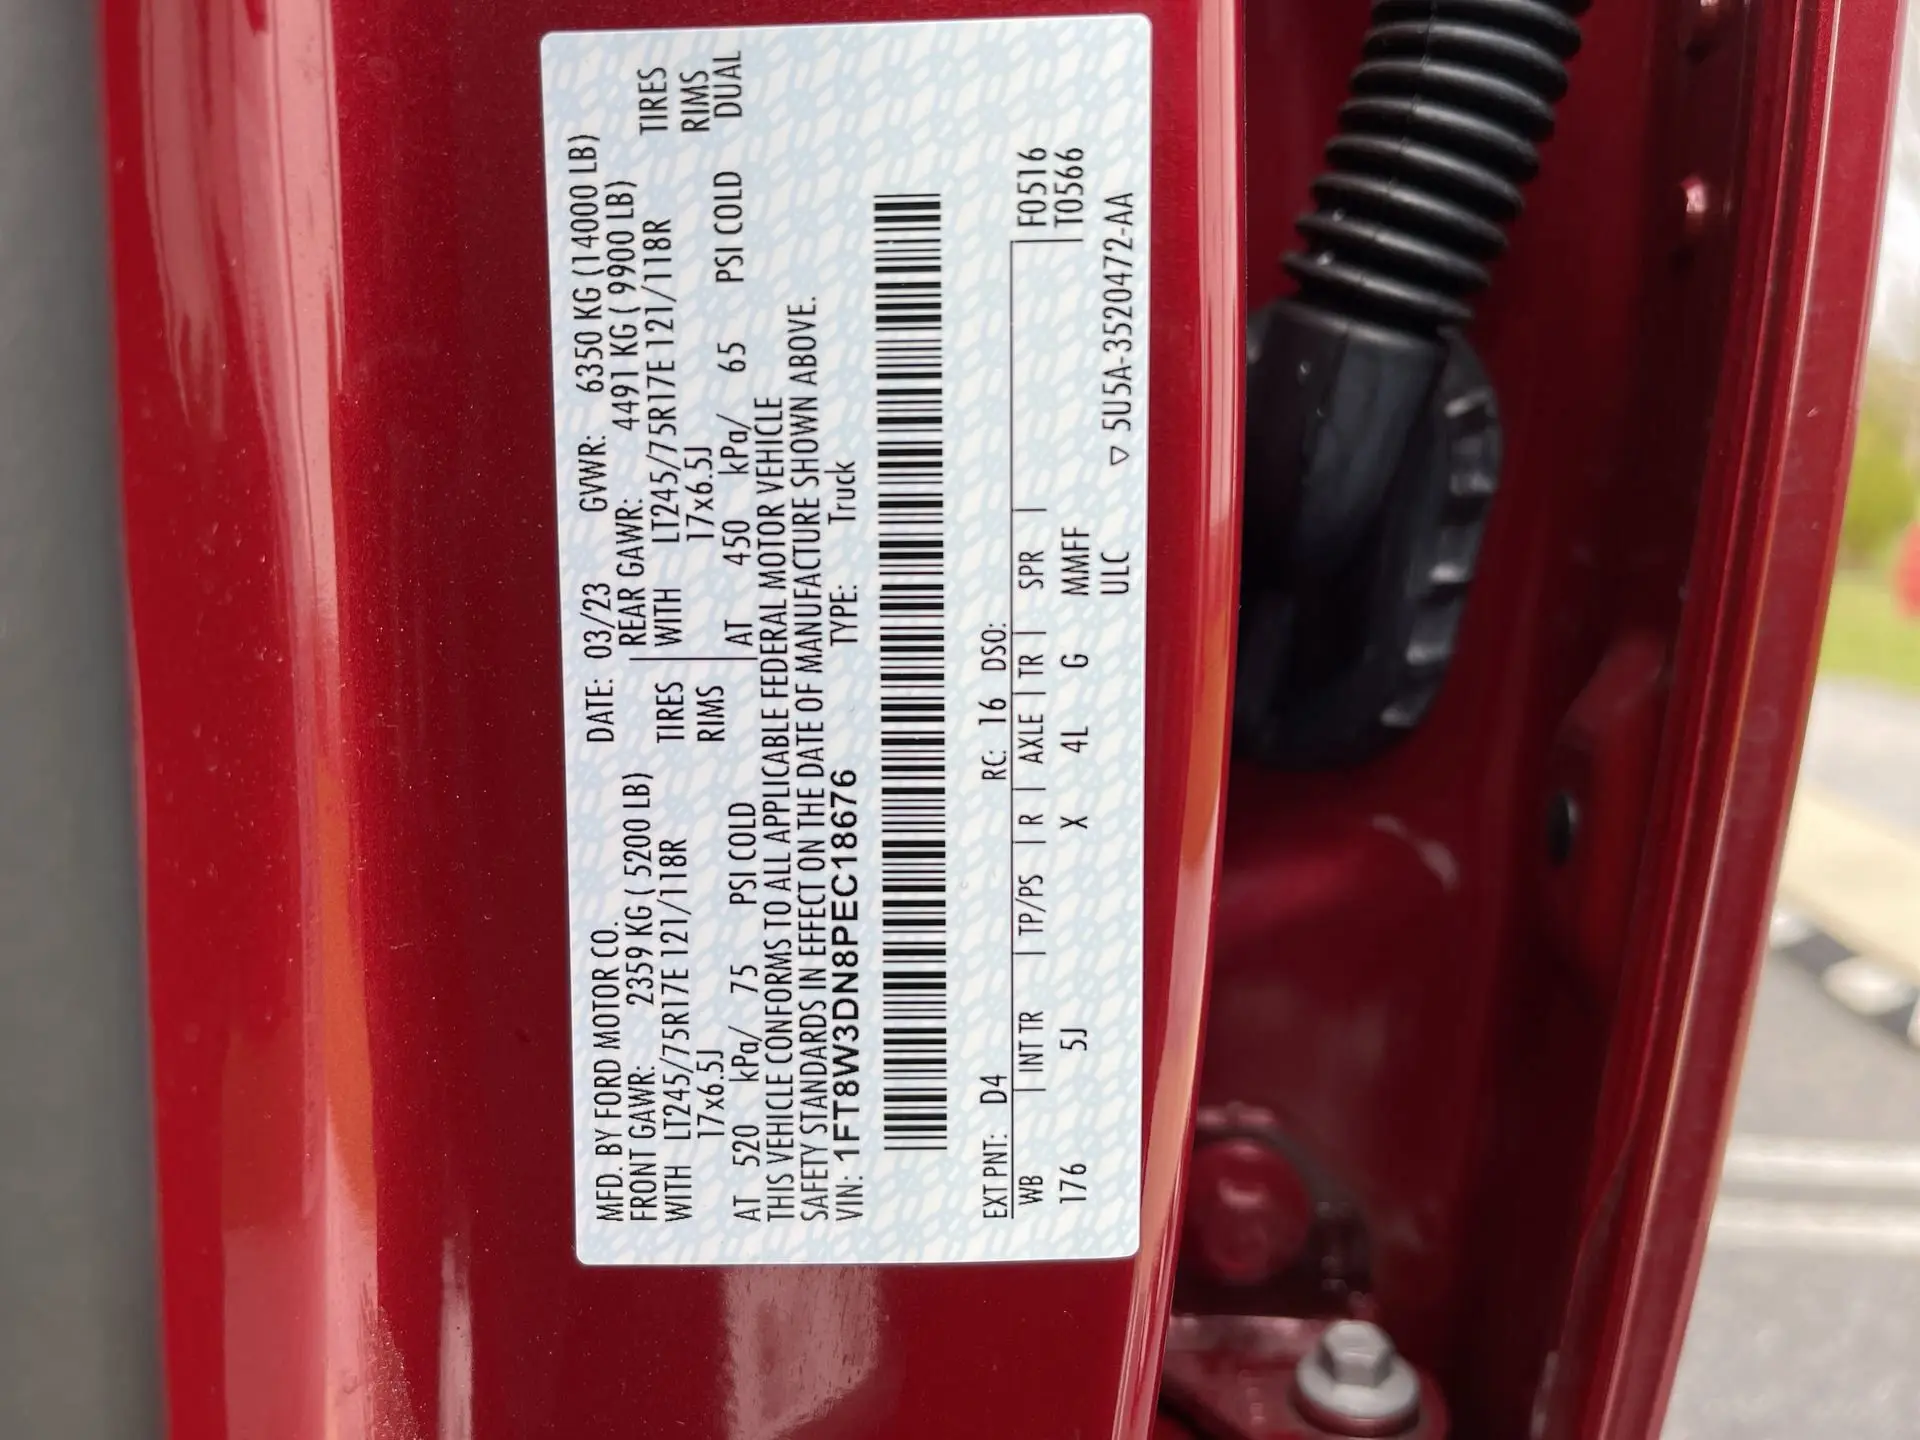 MFD. BY FORD MOTOR CO. DATE: 03/23 GVWR: 6350 KG (14000 LB)
FRONT GAWR: 2359 KG ( 5200 LB) REAR GAWR: 4491 KG ( 9900 LB)
WITH LT245/75R17E 121/118R TIRES WITH LT245/75R17E 121/118R TIRES
17x6.5J RIMS 17x6.5J RIMS
AT 520 kPa/ 75 PSI COLD AT 450 kPa/ 65 PSI COLD DUAL
THIS VEHICLE CONFORMS TO ALL APPLICABLE FEDERAL MOTOR VEHICLE
SAFETY STANDARDS IN EFFECT ON THE DATE OF MANUFACTURE SHOWN ABOVE.
VIN: 1FT8W3DN8PEC18676 TYPE: Truck
EXT PNT: D4 RC: 16 DSO:
WB INT TR TP/PS R AXLE TR SPR F0516
176 5J X 4L G MMFF T0566
ULC ▽ 5U5A-3520472-AA